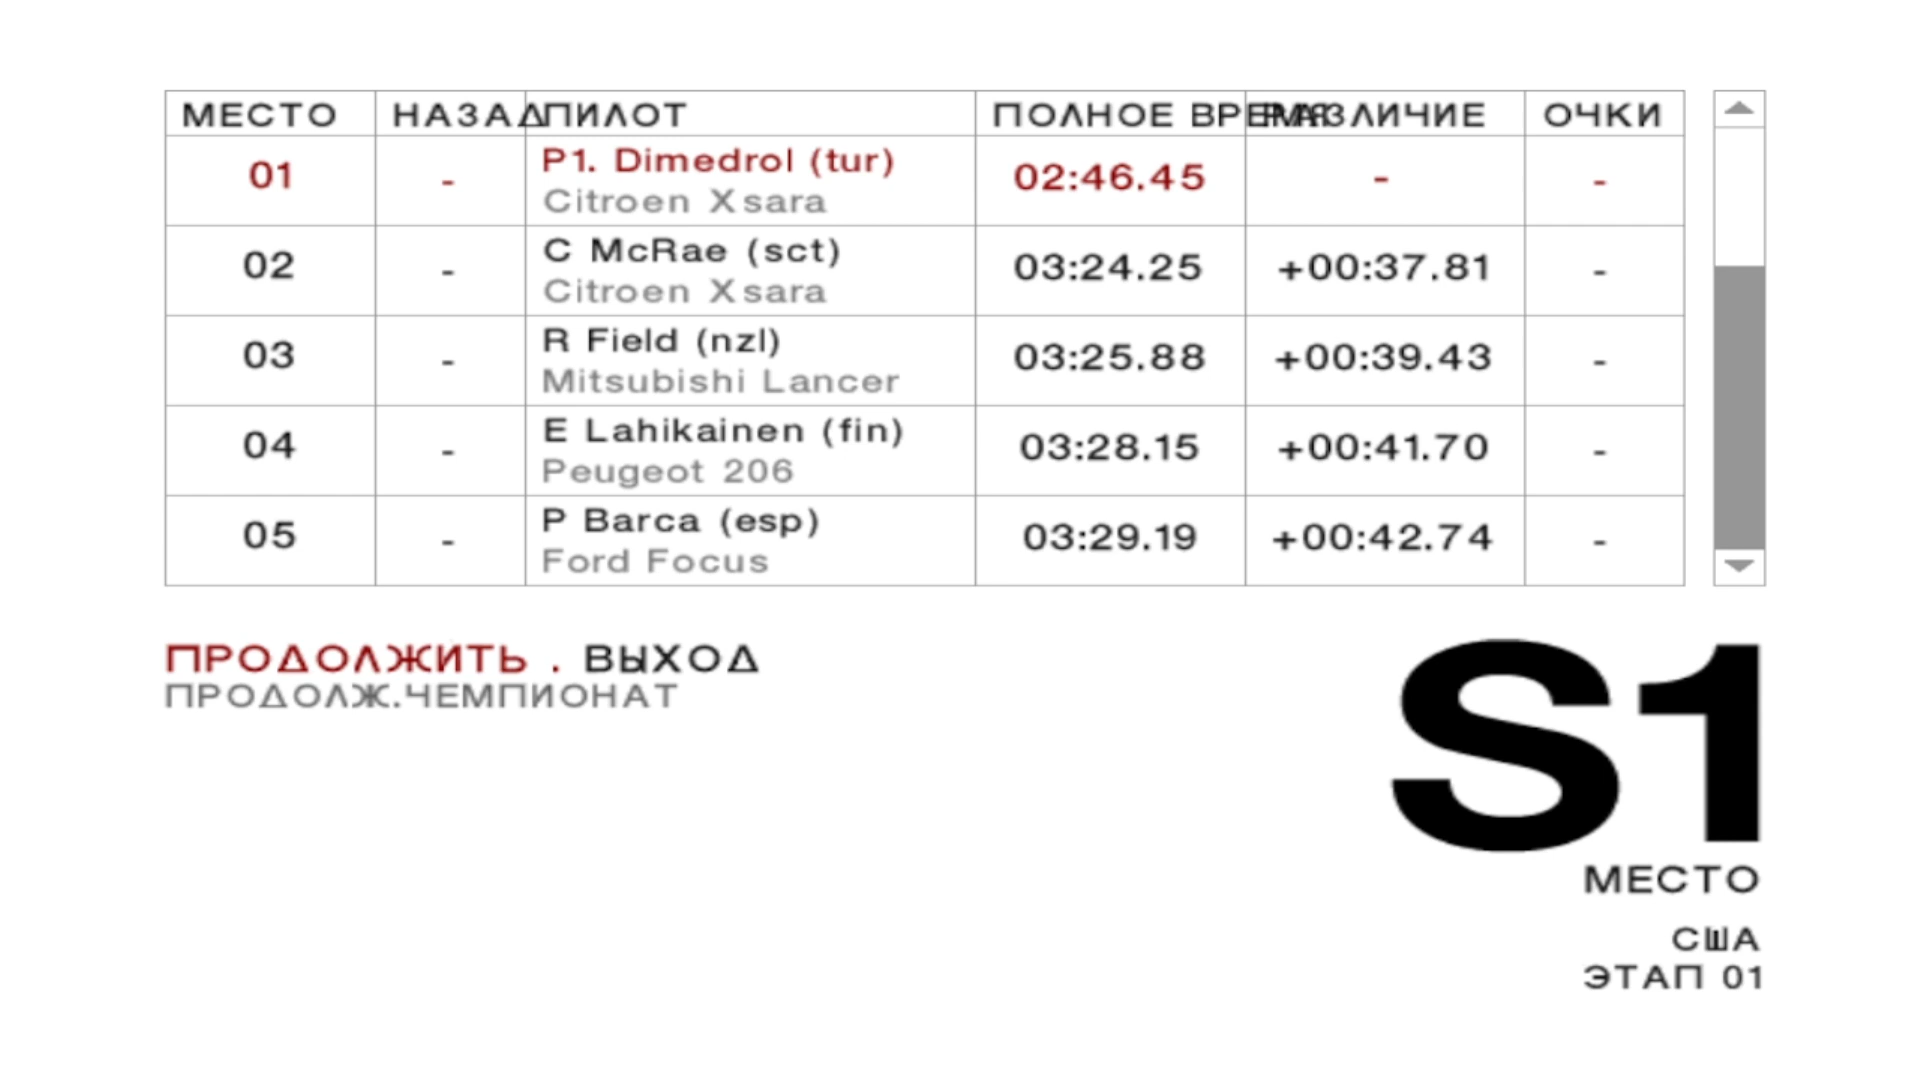 МЕСТО НАЗАД ПИЛОТ ПОЛНОЕ ВРЕМЯ РАЗЛИЧИЕ ОЧКИ
01 - P1. Dimedrol (tur) 02:46.45 - -
Citroen Xsara
02 - C McRae (sct) 03:24.25 +00:37.81 -
Citroen Xsara
03 - R Field (nzl) 03:25.88 +00:39.43 -
Mitsubishi Lancer
04 - E Lahikainen (fin) 03:28.15 +00:41.70 -
Peugeot 206
05 - P Barca (esp) 03:29.19 +00:42.74 -
Ford Focus
ПРОДОЛЖИТЬ . ВЫХОД
ПРОДОЛЖ.ЧЕМПИОНАТ
S1
МЕСТО
США
ЭТАП 01